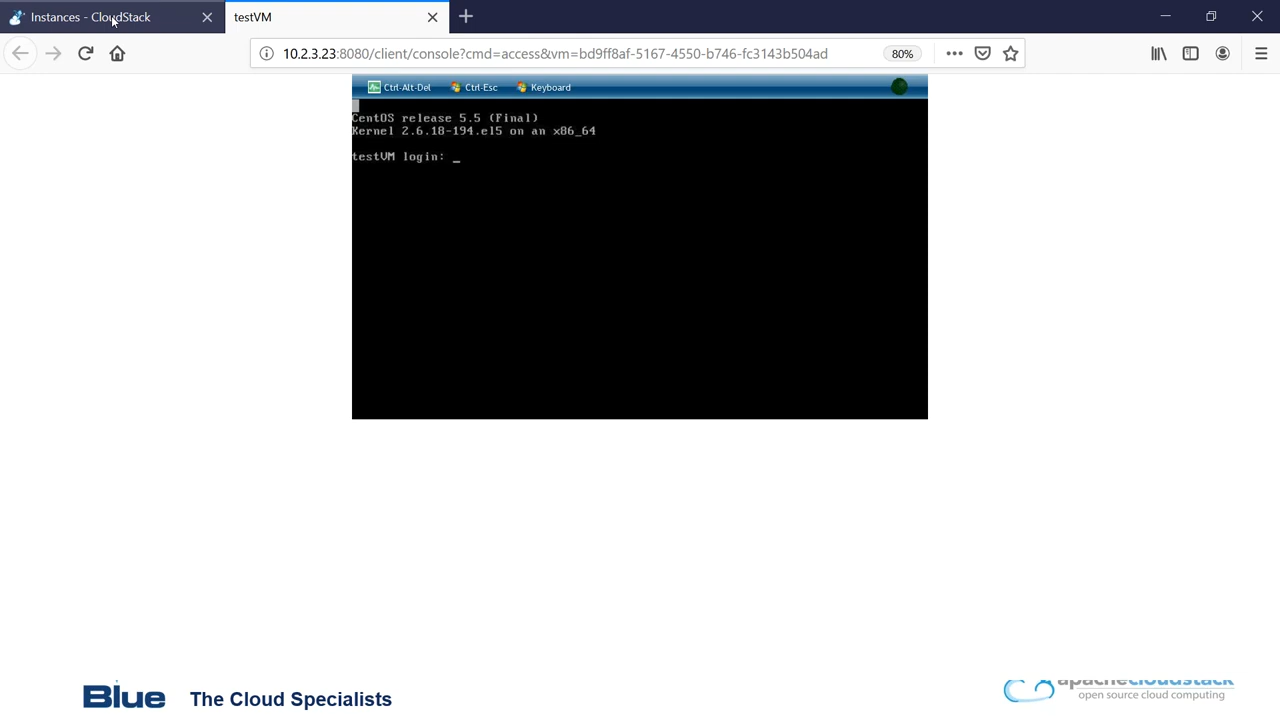 Instances - CloudStack
testVM
10.2.3.23:8080/client/console?cmd=access&vm=bd9ff8af-5167-4550-b746-fc3143b504ad
80%
Ctrl-Alt-Del
Ctrl-Esc
Keyboard
CentOS release 5.5 (Final)
Kernel 2.6.18-194.el5 on an x86_64
testVM login: _
Blue
The Cloud Specialists
apachecloudstack
open source cloud computing